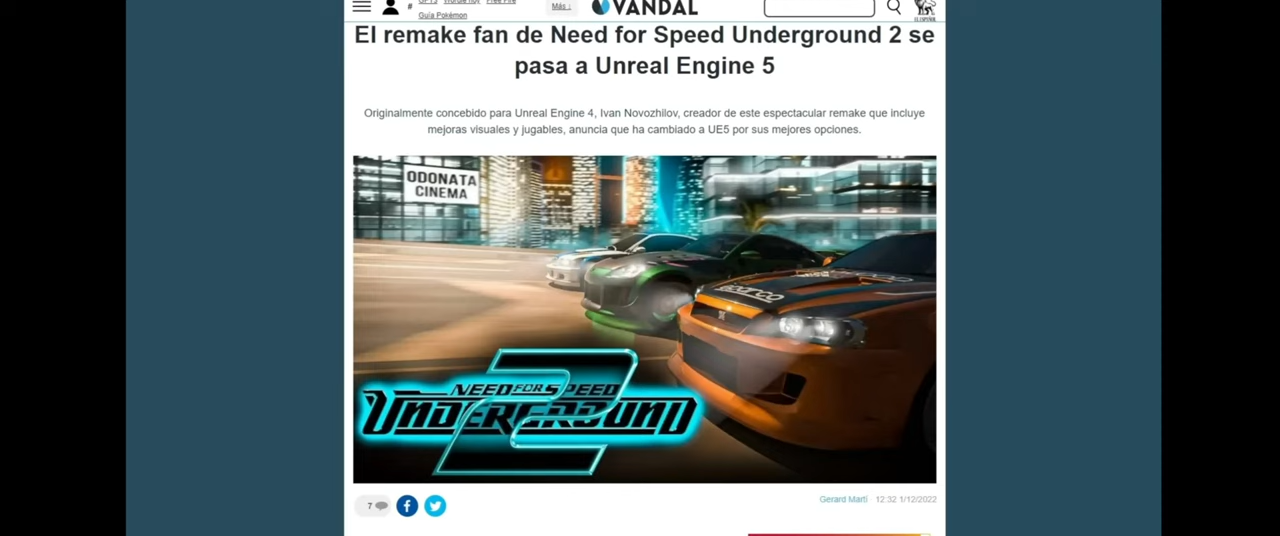 #
Guía Pokémon
Más ↓
VANDAL
EL ESPAÑOL
El remake fan de Need for Speed Underground 2 se
pasa a Unreal Engine 5
Originalmente concebido para Unreal Engine 4, Ivan Novozhilov, creador de este espectacular remake que incluye
mejoras visuales y jugables, anuncia que ha cambiado a UE5 por sus mejores opciones.
ODONATA
CINEMA
sparco
NEED FOR SPEED
UNDERGROUND
2
7
Gerard Martí 12:32 1/12/2022